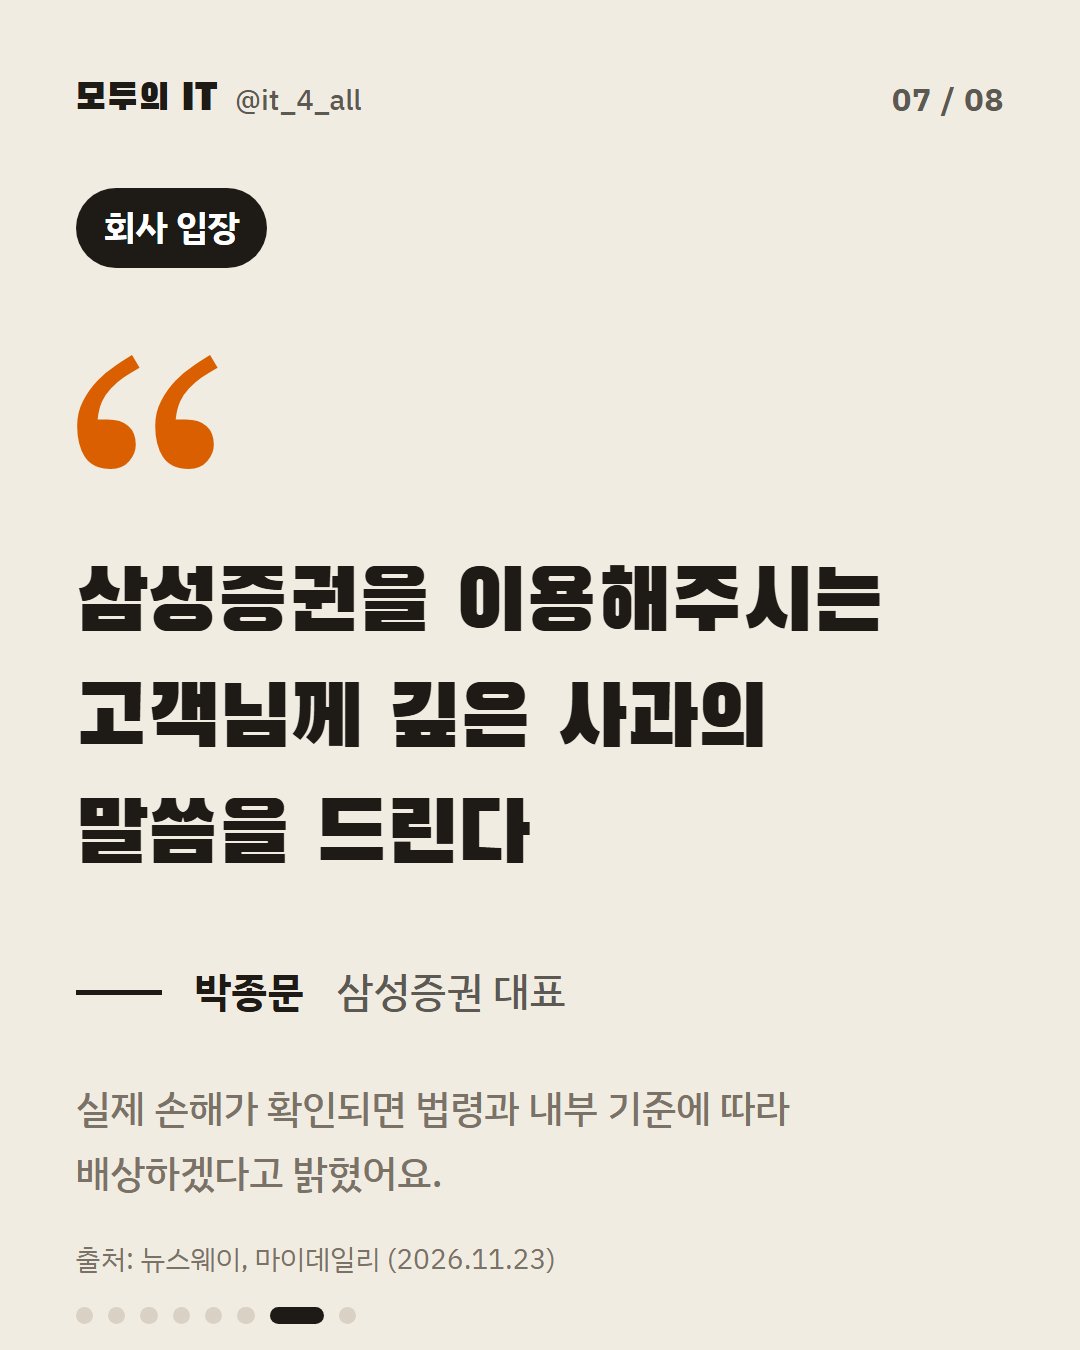 모두의 IT @it_4_all
07 / 08
회사 입장
“
삼성증권을 이용해주시는
고객님께 깊은 사과의
말씀을 드린다
박종문 삼성증권 대표
실제 손해가 확인되면 법령과 내부 기준에 따라
배상하겠다고 밝혔어요.
출처: 뉴스웨이, 마이데일리 (2026.11.23)